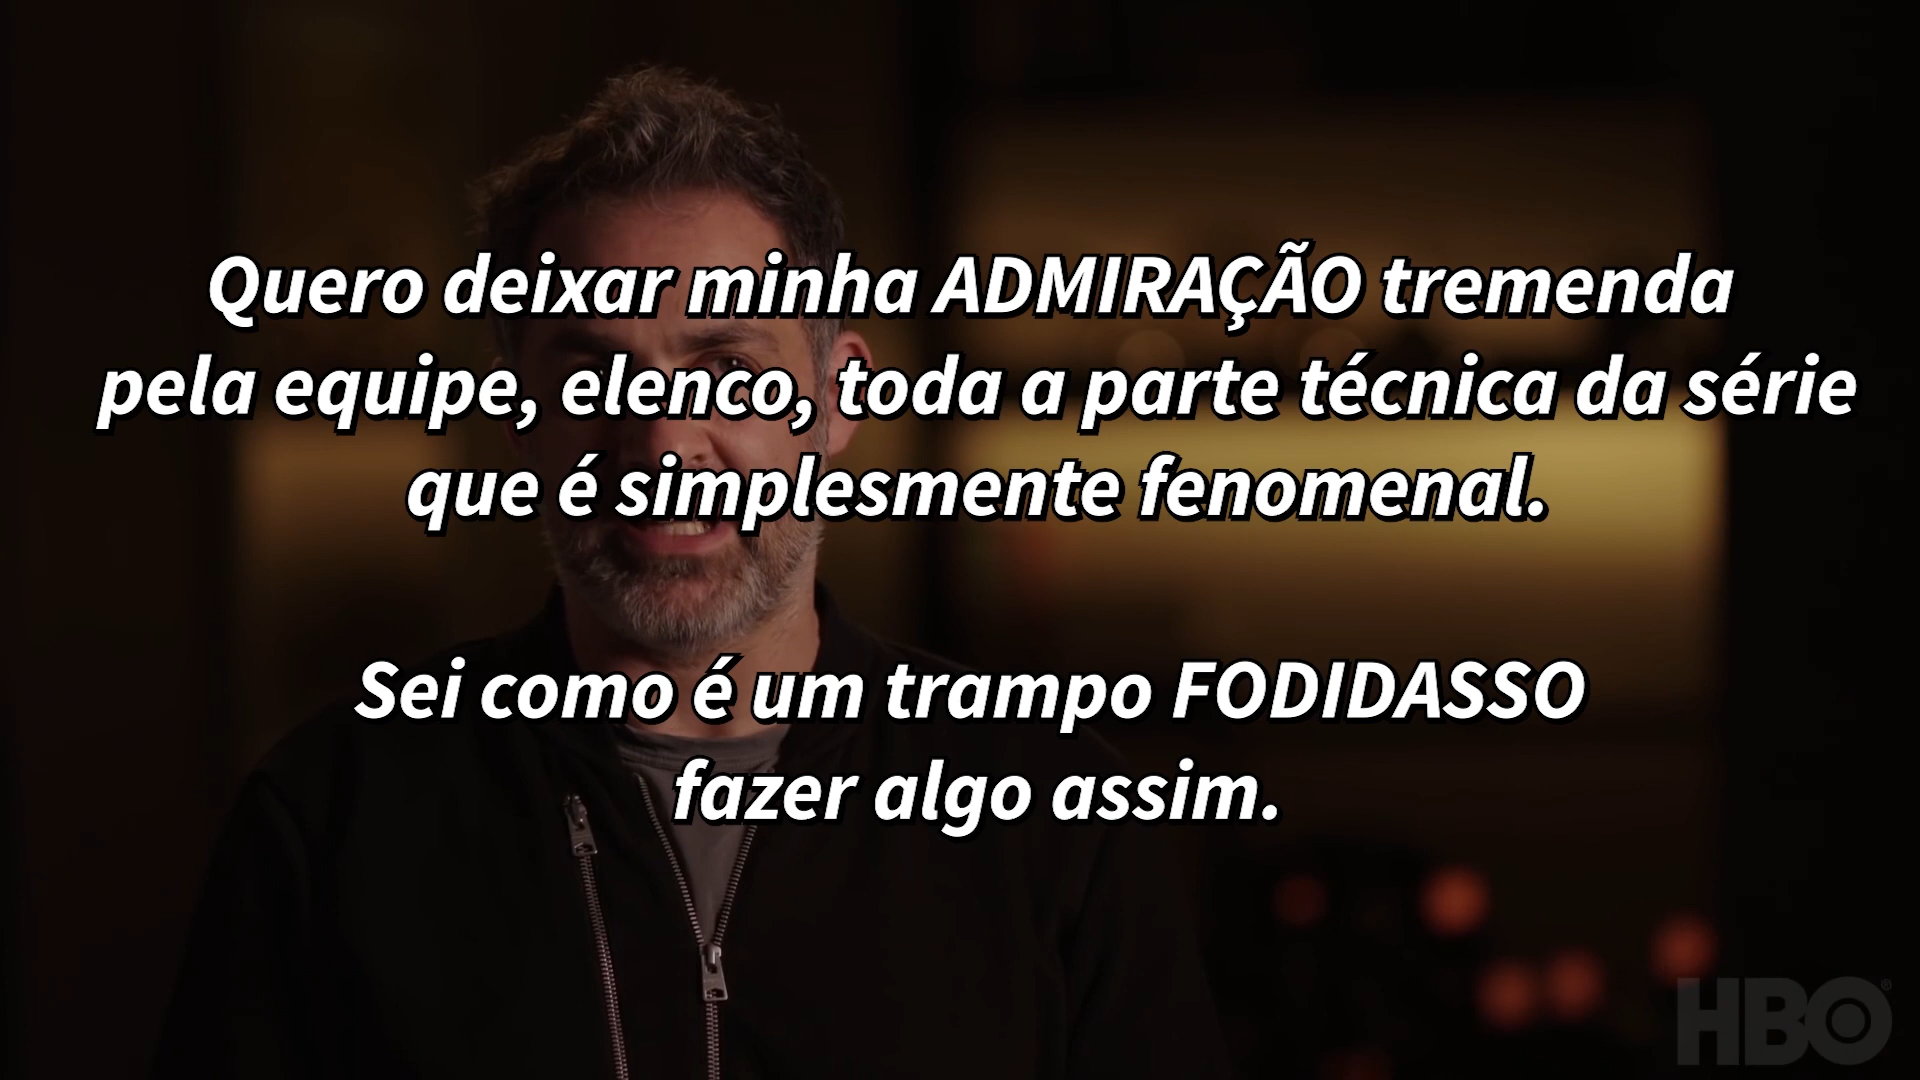 Quero deixar minha ADMIRAÇÃO tremenda
pela equipe, elenco, toda a parte técnica da série
que é simplesmente fenomenal.
Sei como é um trampo FODIDASSO
fazer algo assim.
HBO®